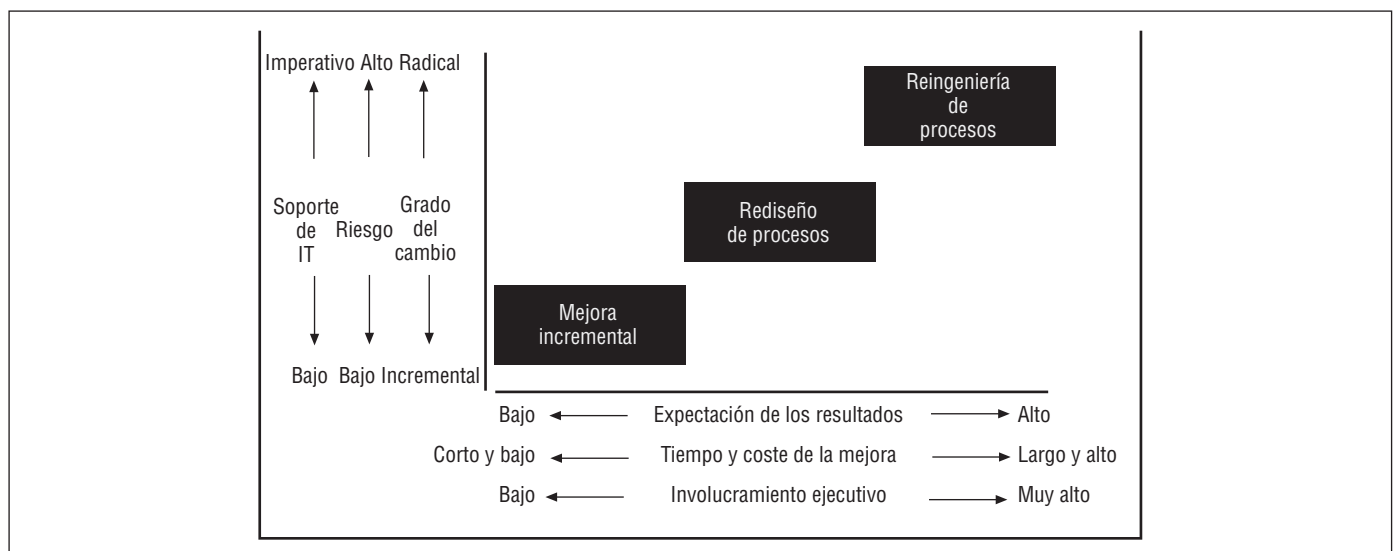 Imperativo Alto Radical
Soporte
de
IT
Riesgo
Grado
del
cambio
Bajo Bajo Incremental
Reingeniería
de
procesos
Rediseño
de procesos
Mejora
incremental
Bajo Expectación de los resultados Alto
Corto y bajo Tiempo y coste de la mejora Largo y alto
Bajo Involucramiento ejecutivo Muy alto